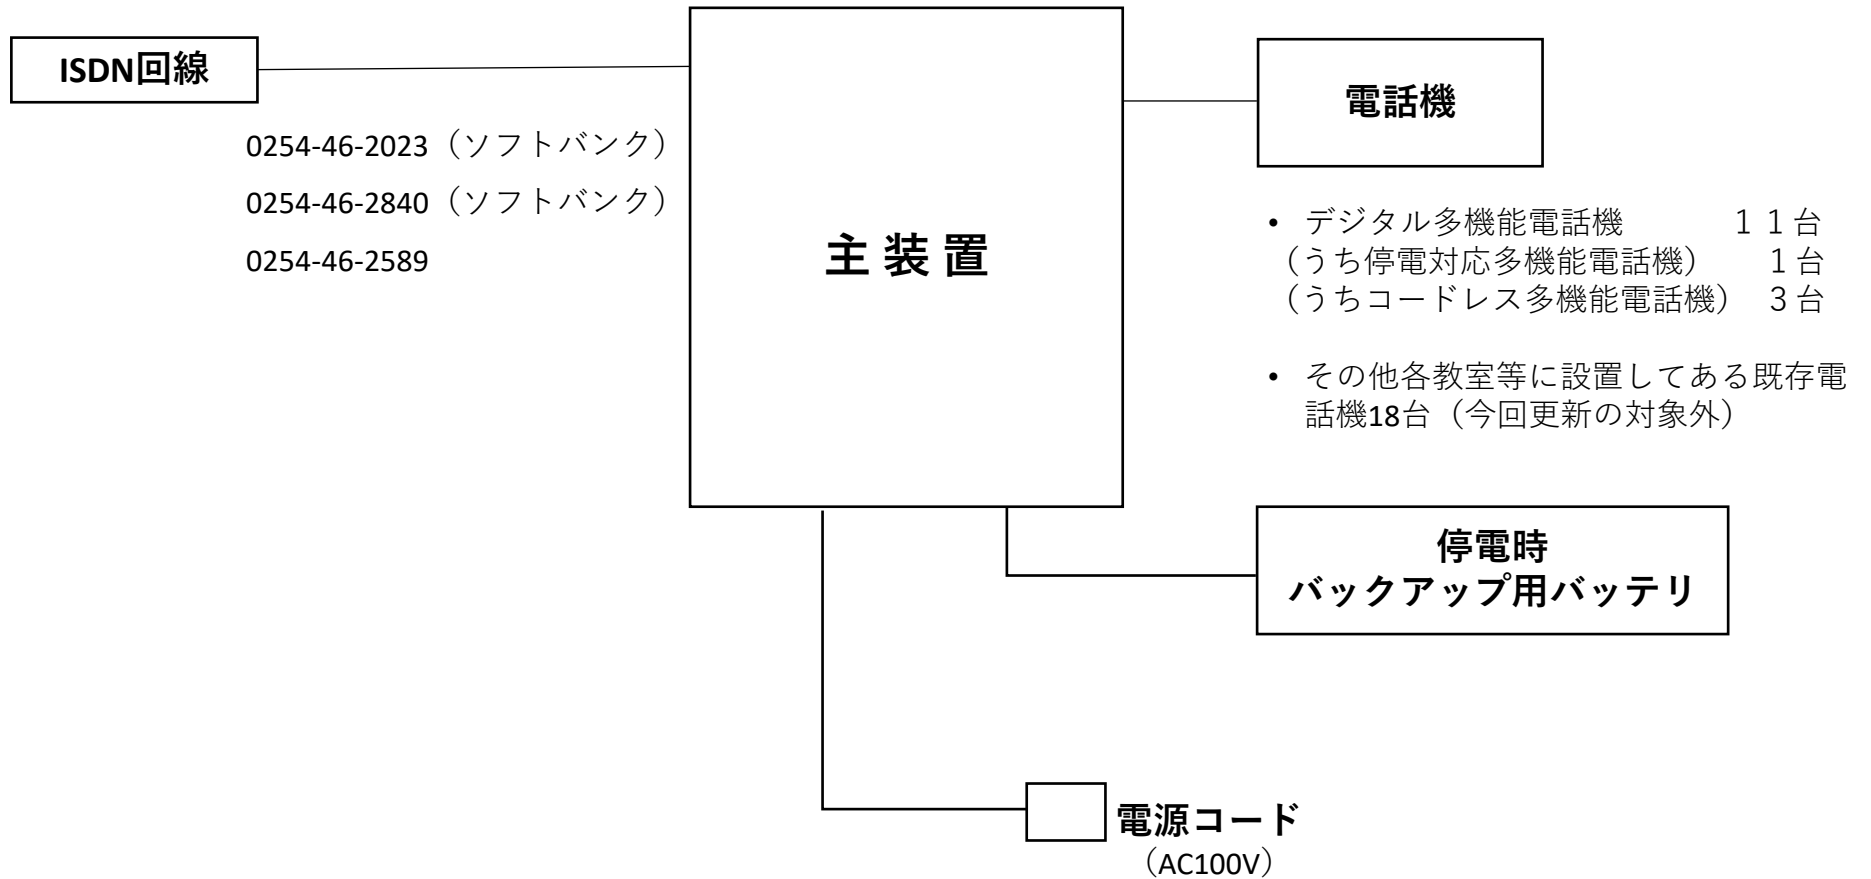 ISDN回線
0254-46-2023（ソフトバンク）
0254-46-2840（ソフトバンク）
0254-46-2589
主 装 置
電話機
• デジタル多機能電話機　　　１１台
（うち停電対応多機能電話機）　　１台
（うちコードレス多機能電話機）　３台
• その他各教室等に設置してある既存電
話機18台（今回更新の対象外）
停電時
バックアップ用バッテリ
電源コード
（AC100V）